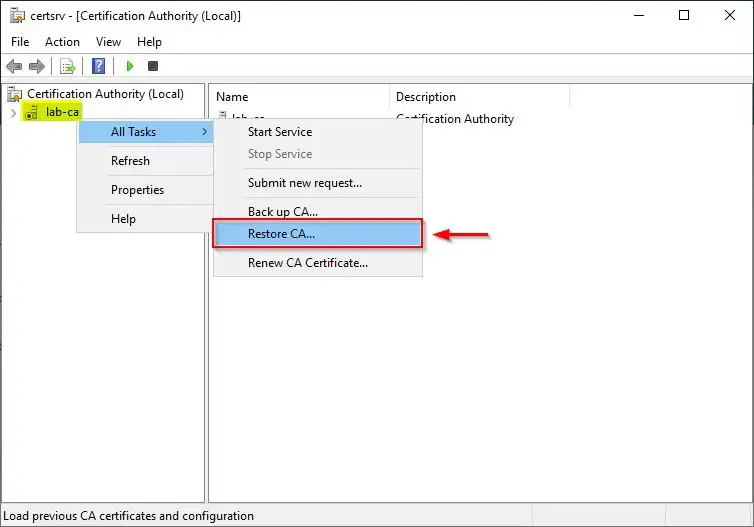 certsrv - [Certification Authority (Local)]
File Action View Help
Certification Authority (Local)
lab-ca
Name Description
Certification Authority
All Tasks
Refresh
Properties
Help
Start Service
Stop Service
Submit new request...
Back up CA...
Restore CA...
Renew CA Certificate...
Load previous CA certificates and configuration